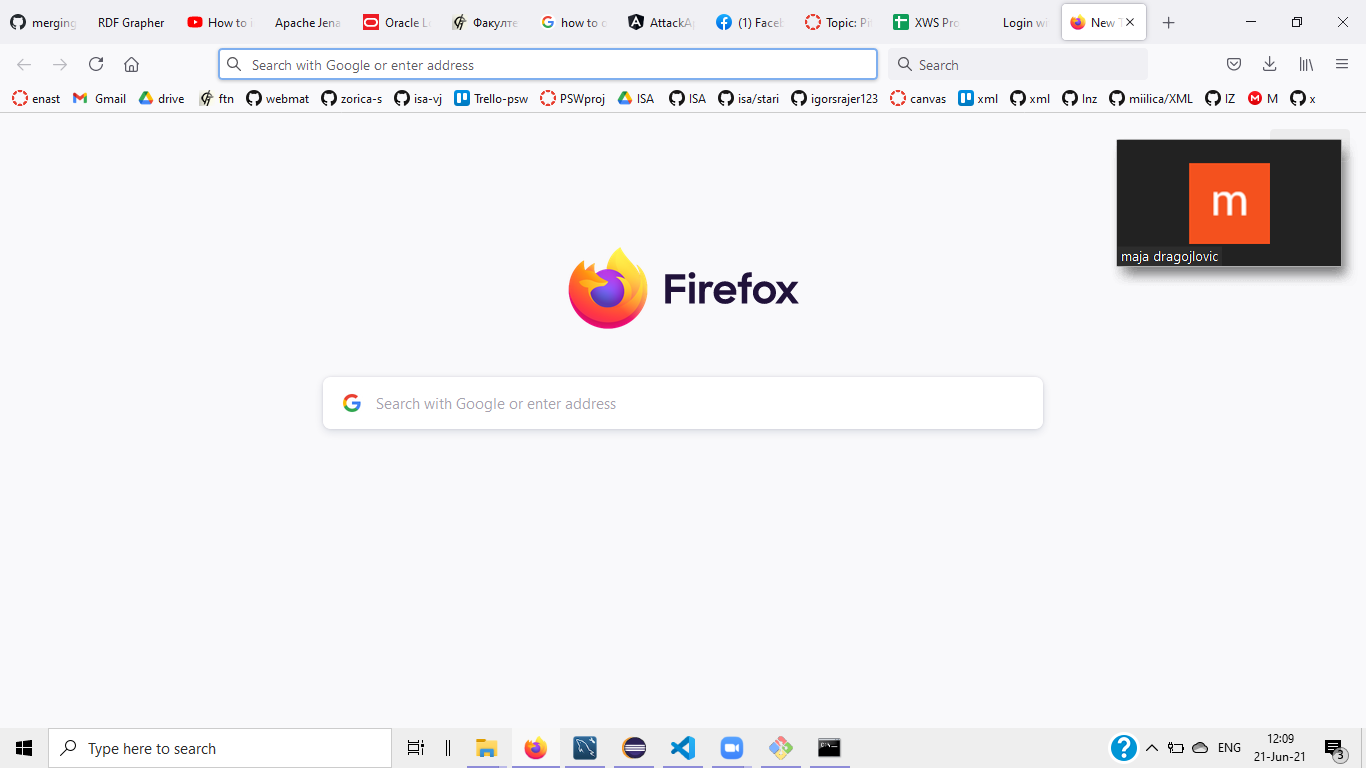 merging
RDF Grapher
How to i
Apache Jena
Oracle L
Факулте
how to
AttackAp
(1) Faceb
Topic: Pi
XWS Pro
Login wi
New T
Search with Google or enter address
Search
enast
Gmail
drive
ftn
webmat
zorica-s
isa-vj
Trello-psw
PSWproj
ISA
ISA
isa/stari
igorsrajer123
canvas
xml
xml
Inz
miilica/XML
IZ
M
M
x
m
maja dragojlovic
Firefox
G
Search with Google or enter address
Type here to search
ENG
12:09
21-Jun-21
3